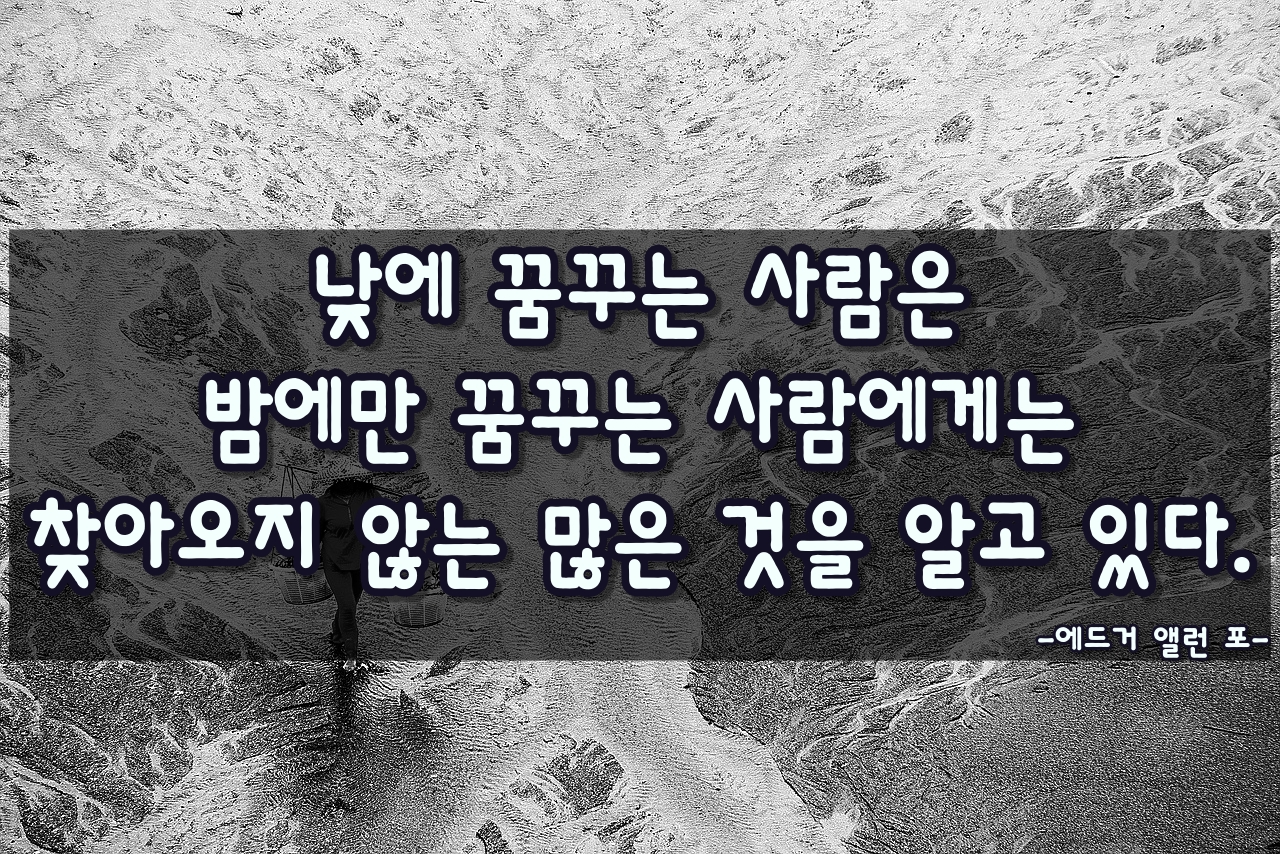 낮에 꿈꾸는 사람은
밤에만 꿈꾸는 사람에게는
찾아오지 않는 많은 것을 알고 있다.
-에드거 앨런 포-